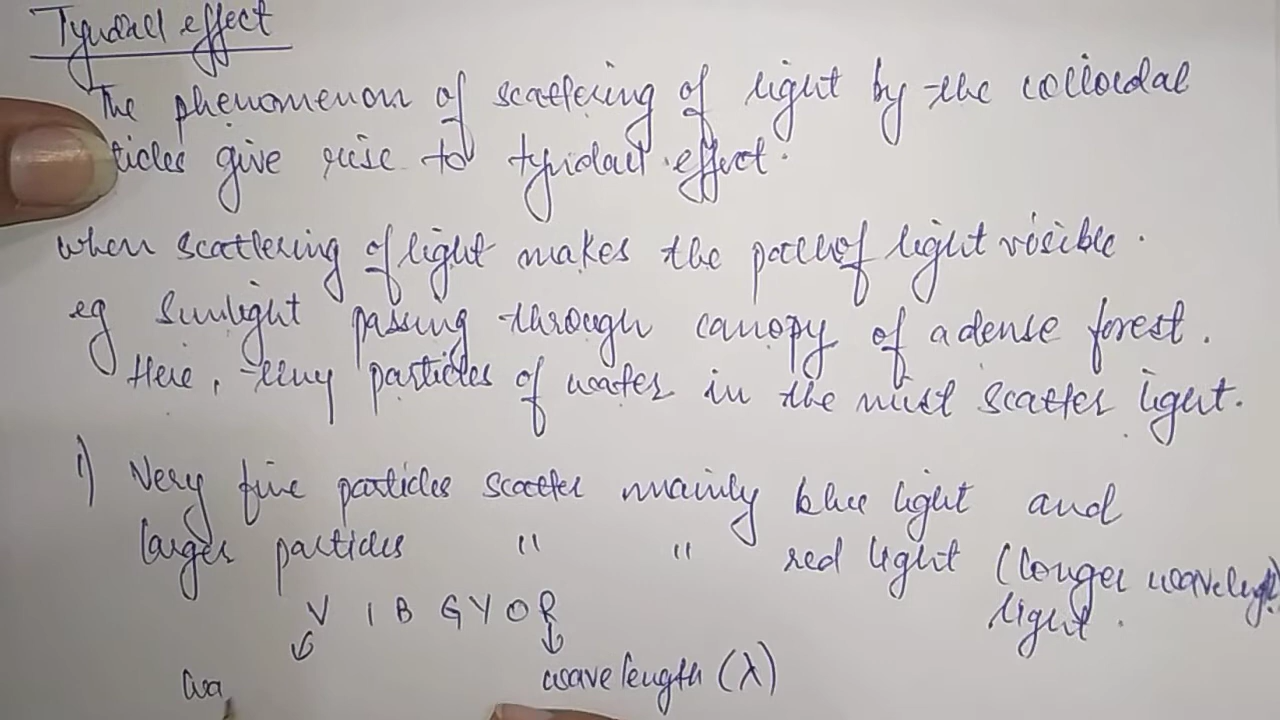 Tyndall effect
The phenomenon of scattering of light by the colloidal
ticles give rise to tyndall effect.
when scattering of light makes the path of light visible.
eg Sunlight passing through canopy of a dense forest.
Here, tiny particles of water in the mist scatter light.
1) Very fine particles scatter mainly blue light and
larger particles " " red light (longer wavelength)
light.
V I B G Y O R
wa wavelength (λ)